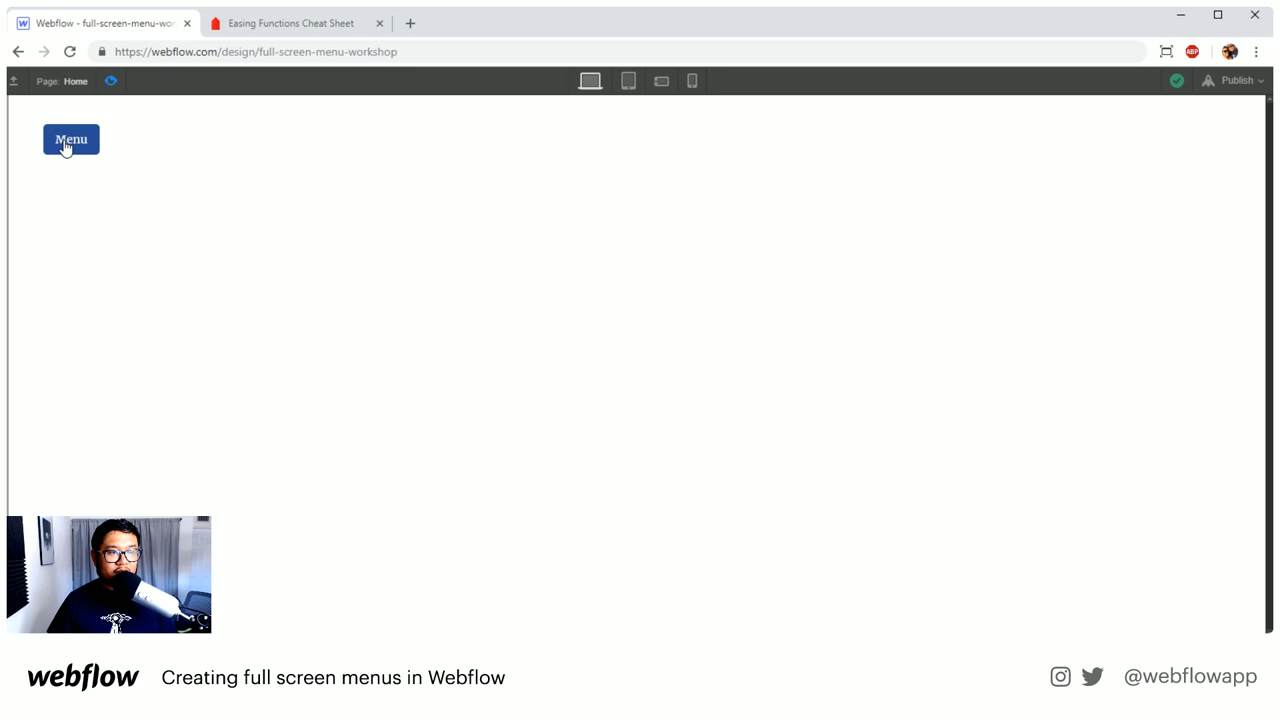 Webflow - full-screen-menu-wor
Easing Functions Cheat Sheet
https://webflow.com/design/full-screen-menu-workshop
ABP
Page: Home
Publish
Menu
webflow
Creating full screen menus in Webflow
@webflowapp